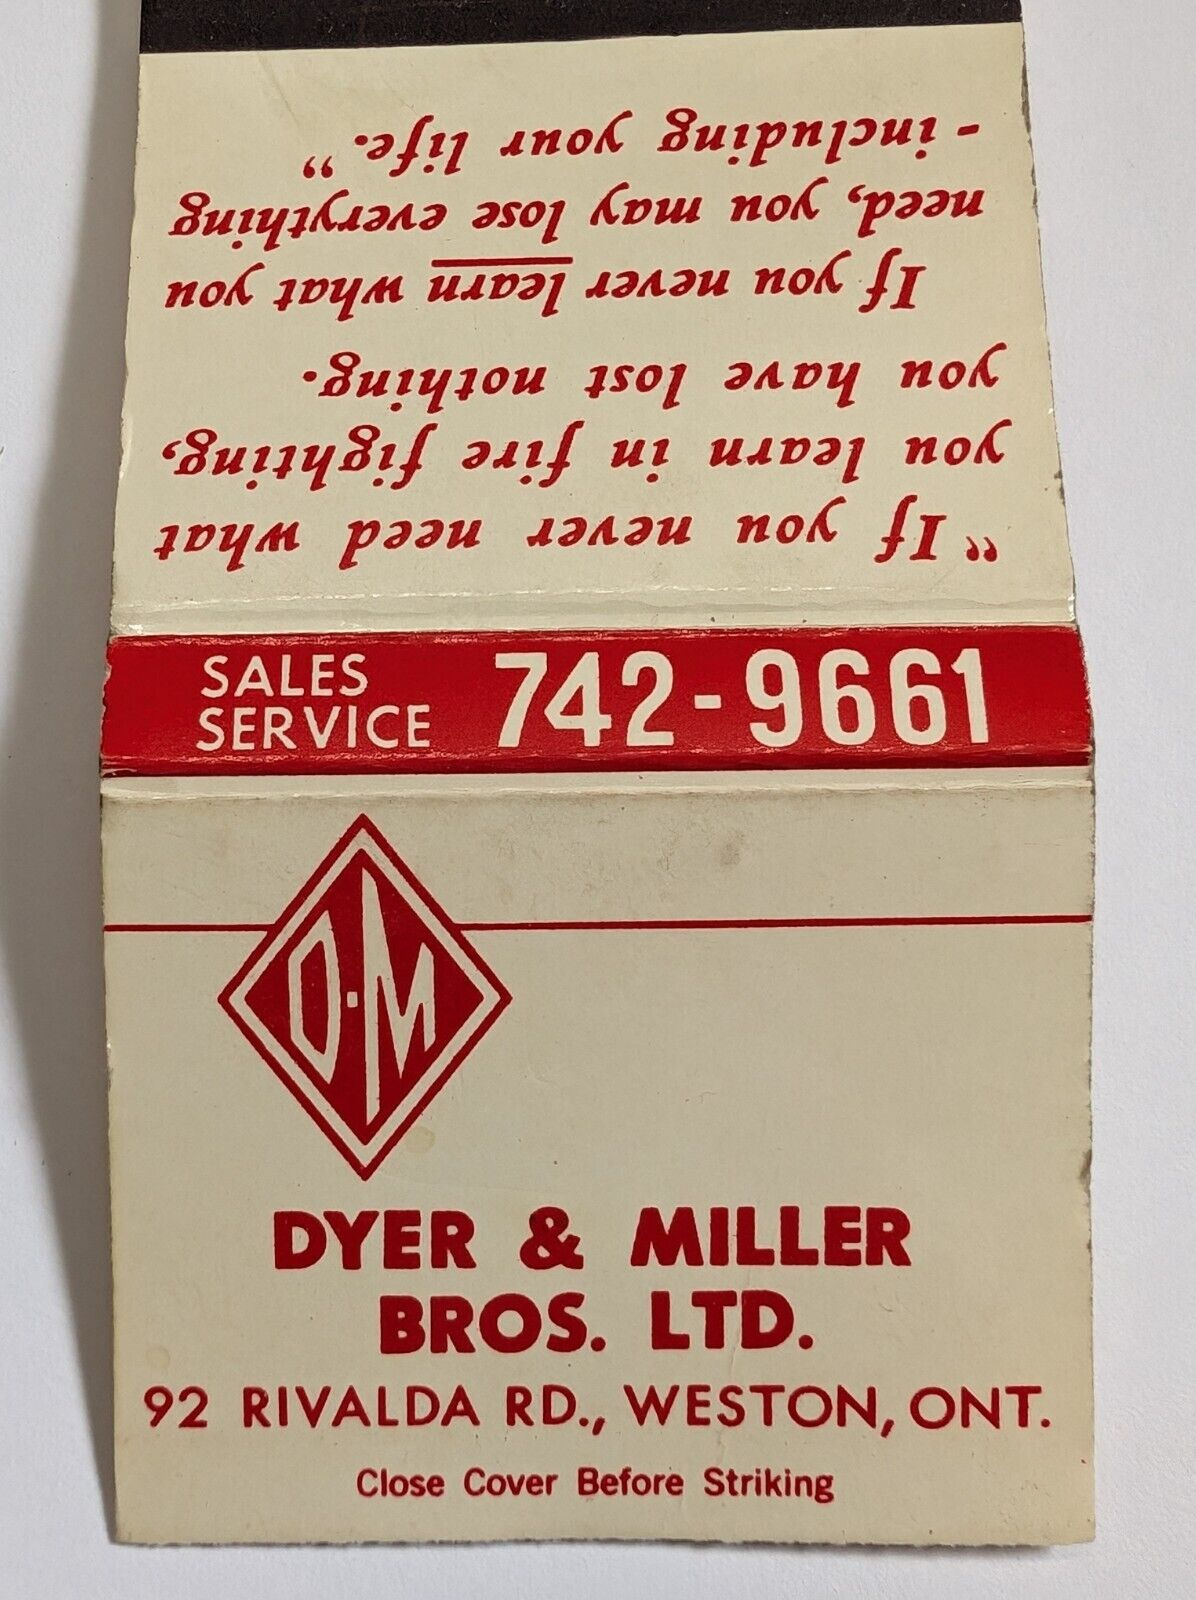 "If you never need what
you learn in fire fighting,
you have lost nothing.
If you never learn what you
need, you may lose everything
- including your life."
SALES
SERVICE
742-9661
D-M
DYER & MILLER
BROS. LTD.
92 RIVALDA RD., WESTON, ONT.
Close Cover Before Striking